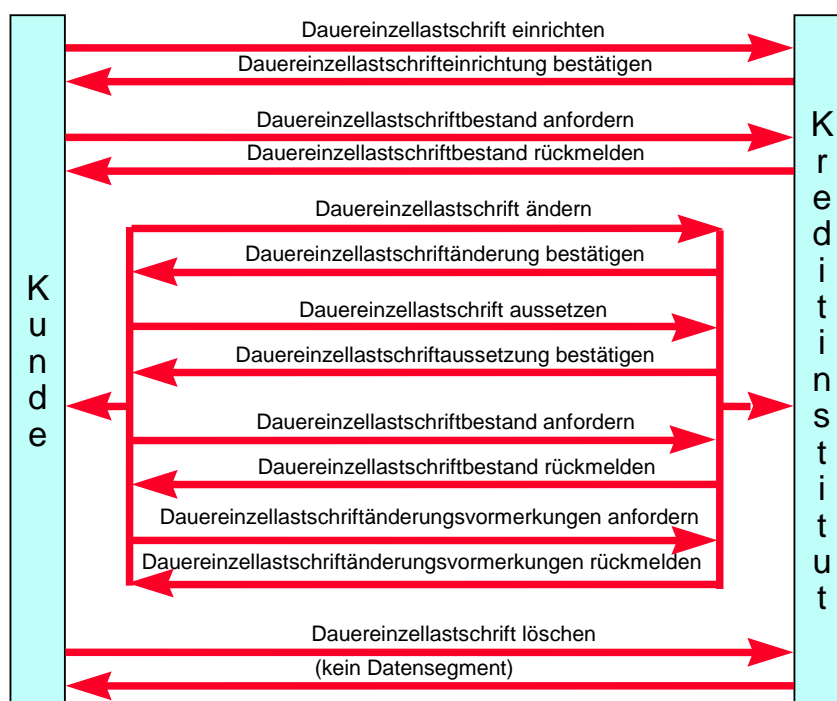 Dauereinzellastschrift einrichten
Dauereinzellastschrifteinrichtung bestätigen
Dauereinzellastschriftbestand anfordern
Dauereinzellastschriftbestand rückmelden
Dauereinzellastschrift ändern
Dauereinzellastschriftänderung bestätigen
Dauereinzellastschrift aussetzen
Dauereinzellastschriftaussetzung bestätigen
Dauereinzellastschriftbestand anfordern
Dauereinzellastschriftbestand rückmelden
Dauereinzellastschriftänderungsvormerkungen anfordern
Dauereinzellastschriftänderungsvormerkungen rückmelden
Dauereinzellastschrift löschen
(kein Datensegment)
Kunde
Kreditinstitut